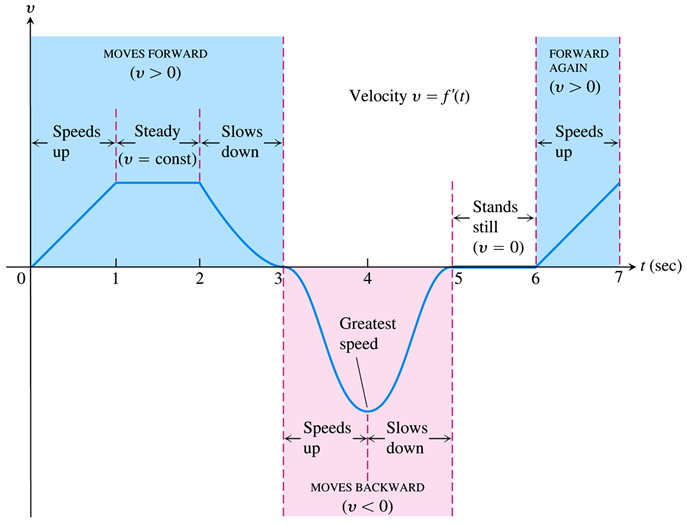 v
MOVES FORWARD
(v > 0)
FORWARD
AGAIN
(v > 0)
Velocity v = f′(t)
Speeds
up
Steady
(v = const)
Slows
down
Speeds
up
Stands
still
(v = 0)
0
1
2
3
4
5
6
7
t (sec)
Greatest
speed
Speeds
up
Slows
down
MOVES BACKWARD
(v < 0)